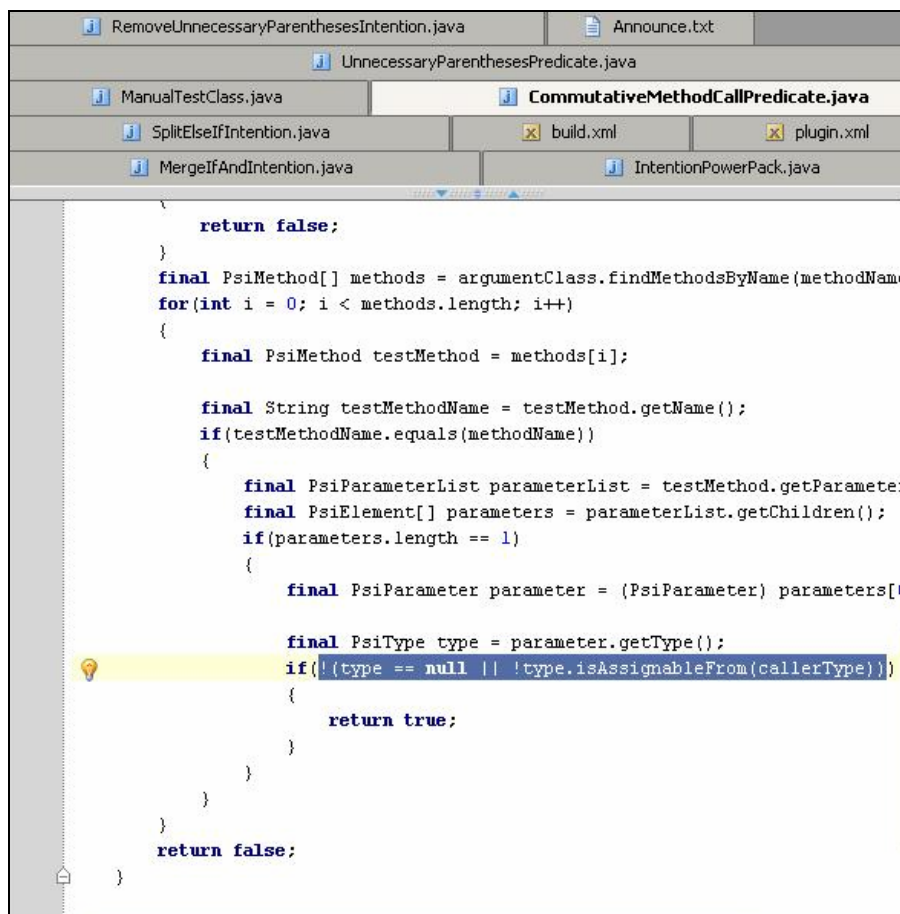 RemoveUnnecessaryParenthesesIntention.java Announce.txt
UnnecessaryParenthesesPredicate.java
ManualTestClass.java CommutativeMethodCallPredicate.java
SplitElseIfIntention.java build.xml plugin.xml
MergeIfAndIntention.java IntentionPowerPack.java
{
return false;
}
final PsiMethod[] methods = argumentClass.findMethodsByName(methodName
for(int i = 0; i < methods.length; i++)
{
final PsiMethod testMethod = methods[i];
final String testMethodName = testMethod.getName();
if(testMethodName.equals(methodName))
{
final PsiParameterList parameterList = testMethod.getParameter
final PsiElement[] parameters = parameterList.getChildren();
if(parameters.length == 1)
{
final PsiParameter parameter = (PsiParameter) parameters[0
final PsiType type = parameter.getType();
if(!(type == null || !type.isAssignableFrom(callerType)))
{
return true;
}
}
}
}
return false;
}